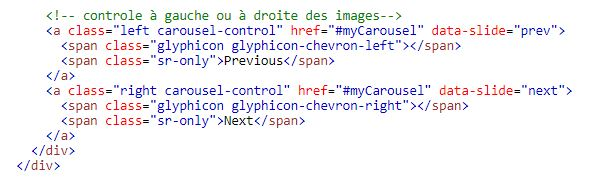 <!-- controle à gauche ou à droite des images-->
<a class="left carousel-control" href="#myCarousel" data-slide="prev">
<span class="glyphicon glyphicon-chevron-left"></span>
<span class="sr-only">Previous</span>
</a>
<a class="right carousel-control" href="#myCarousel" data-slide="next">
<span class="glyphicon glyphicon-chevron-right"></span>
<span class="sr-only">Next</span>
</a>
</div>
</div>